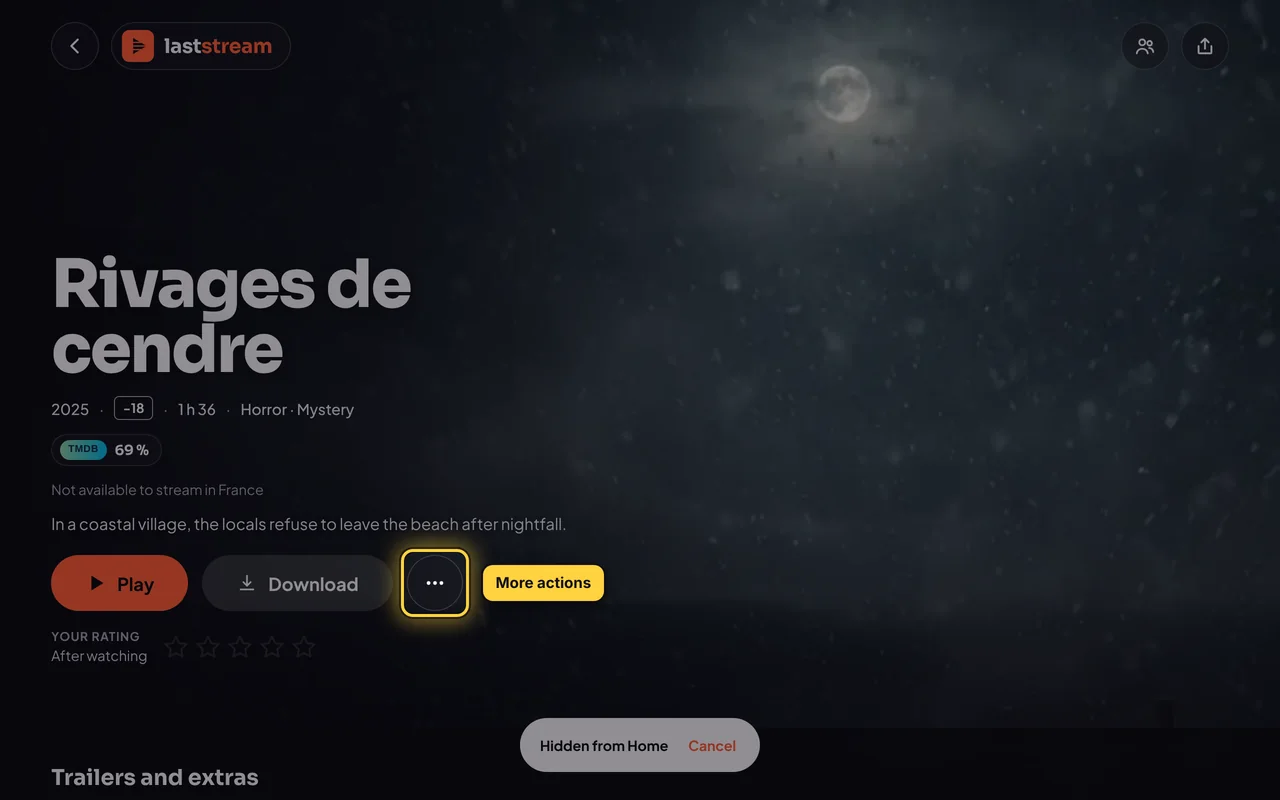 laststream
Rivages de
cendre
2025 · -18 · 1 h 36 · Horror · Mystery
TMDB 69 %
Not available to stream in France
In a coastal village, the locals refuse to leave the beach after nightfall.
Play Download More actions
YOUR RATING
After watching
Hidden from Home Cancel
Trailers and extras